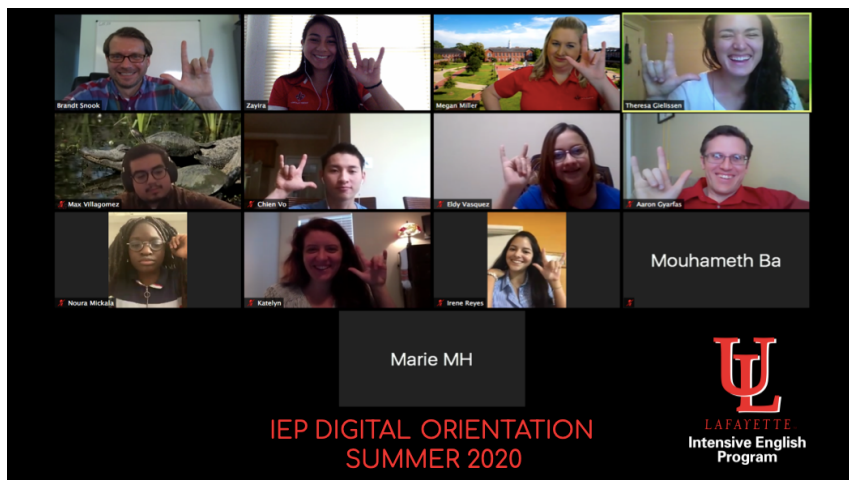 Brandt Snook
Zayira
Megan Miller
Theresa Gielissen
Max Villagomez
Chien Vo
Eldy Vasquez
Aaron Gyarfas
Noura Mickala
Katelyn
Irene Reyes
Mouhameth Ba
Marie MH
IEP DIGITAL ORIENTATION
SUMMER 2020
UL
LAFAYETTE
Intensive English
Program